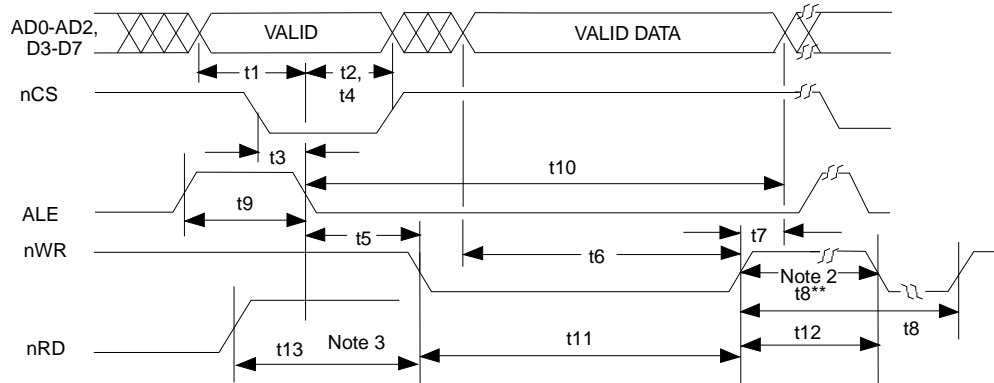 AD0-AD2,
D3-D7
VALID
VALID DATA
t1
t2,
t4
nCS
t3
t10
ALE
t9
t5
t7
nWR
t6
Note 2
t8**
t8
nRD
t13
Note 3
t11
t12